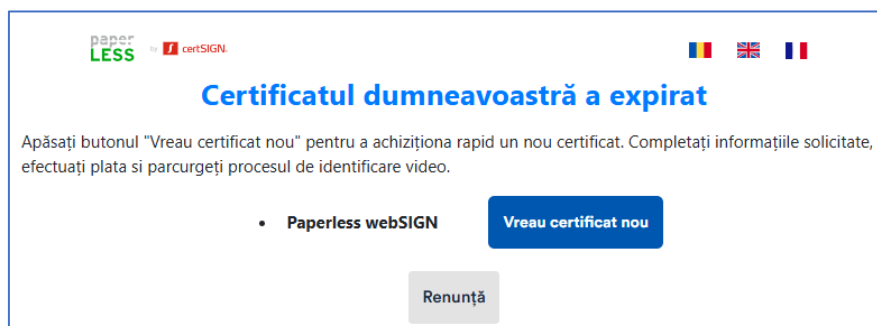 paper
LESS by certSIGN.
Certificatul dumneavoastră a expirat
Apăsați butonul "Vreau certificat nou" pentru a achiziționa rapid un nou certificat. Completați informațiile solicitate,
efectuați plata si parcurgeți procesul de identificare video.
• Paperless webSIGN Vreau certificat nou
Renunță